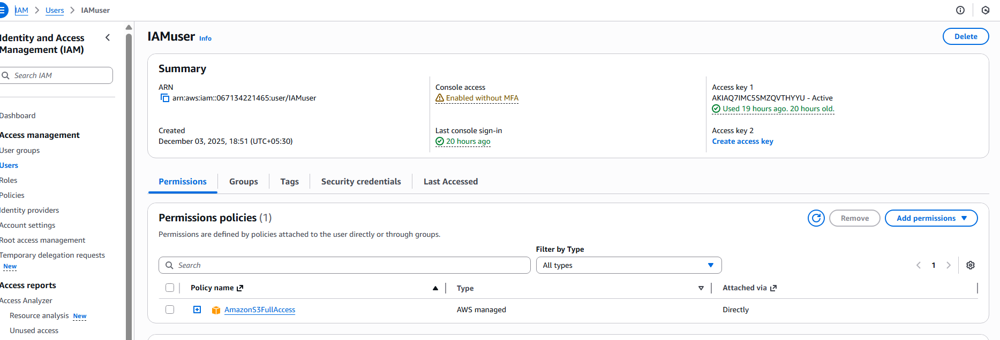 IAM > Users > IAMuser
Identity and Access
Management (IAM)
Search IAM
Dashboard
Access management
User groups
Users
Roles
Policies
Identity providers
Account settings
Root access management
Temporary delegation requests
New
Access reports
Access Analyzer
Resource analysis New
Unused access
IAMuser Info
Delete
Summary
ARN
arn:aws:iam::067134221465:user/IAMuser
Created
December 03, 2025, 18:51 (UTC+05:30)
Console access
Enabled without MFA
Last console sign-in
20 hours ago
Access key 1
AKIAQ7IMC5SMZQVTHYYU - Active
Used 19 hours ago. 20 hours old.
Access key 2
Create access key
Permissions
Groups
Tags
Security credentials
Last Accessed
Permissions policies (1)
Remove
Add permissions
Permissions are defined by policies attached to the user directly or through groups.
Filter by Type
Search
All types
1
Policy name
Type
Attached via
AmazonS3FullAccess
AWS managed
Directly